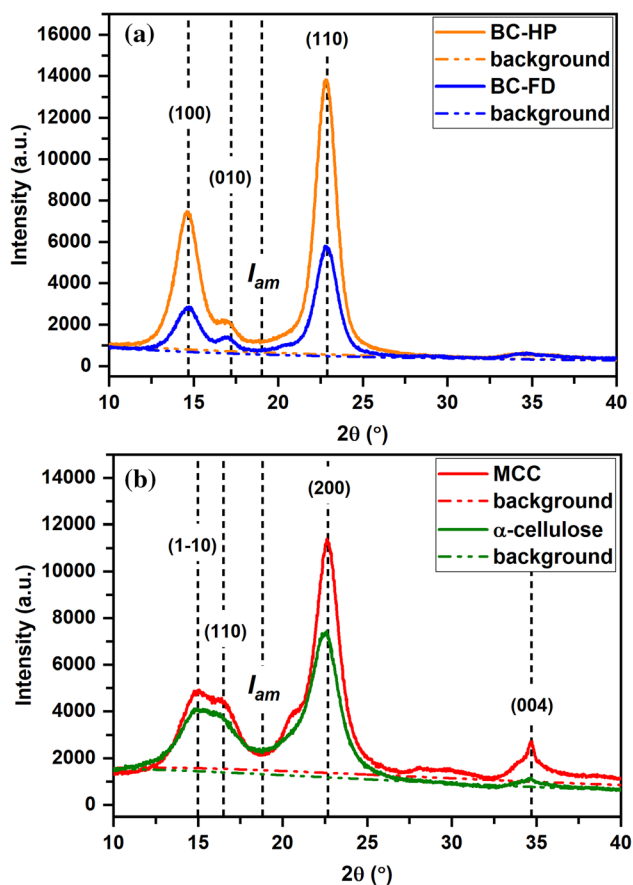 (a)
BC-HP
background
BC-FD
background
(100)
(010)
I_am
(110)
Intensity (a.u.)
16000
14000
12000
10000
8000
6000
4000
2000
0
10 15 20 25 30 35 40
2θ (°)
(b)
MCC
background
α-cellulose
background
(1-10)
(110)
I_am
(200)
(004)
Intensity (a.u.)
14000
12000
10000
8000
6000
4000
2000
0
10 15 20 25 30 35 40
2θ (°)